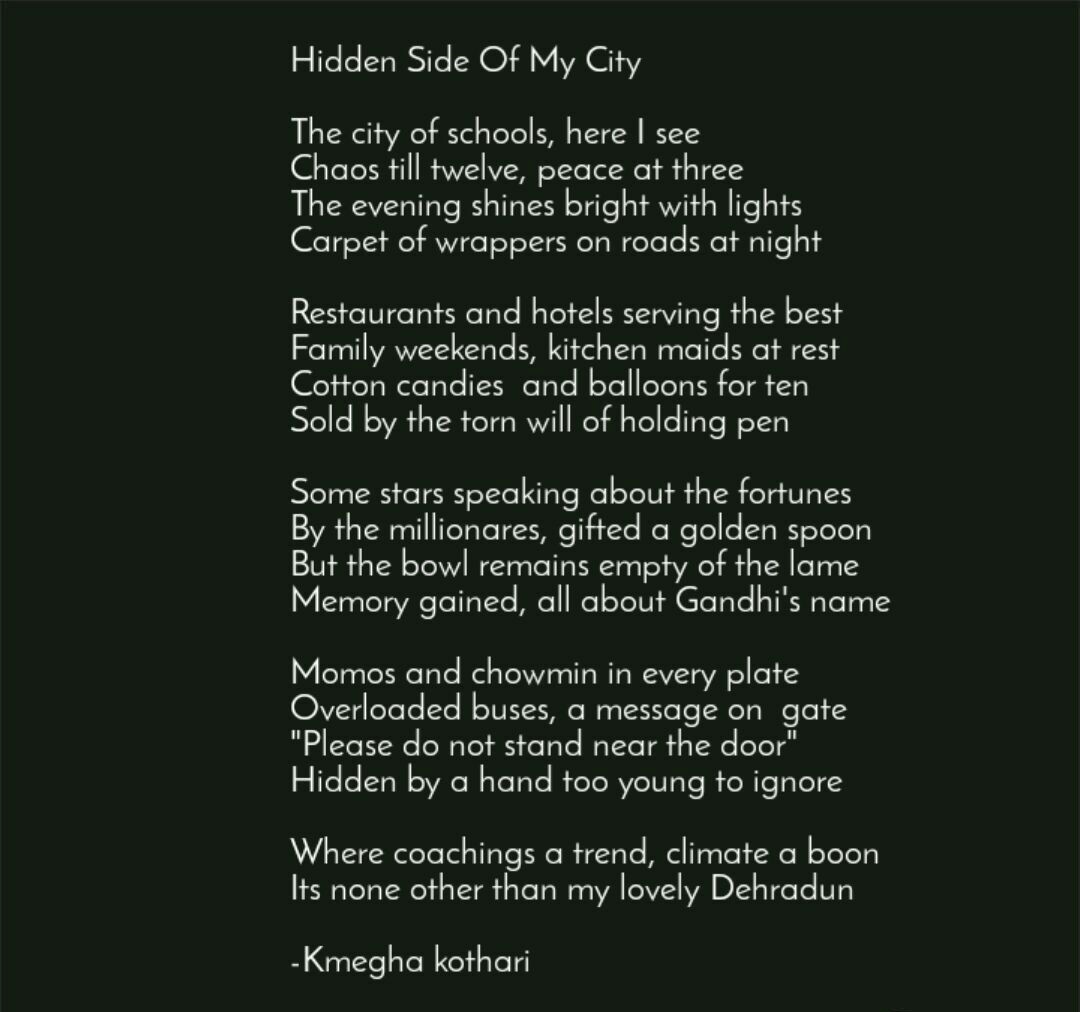 Hidden Side Of My City
The city of schools, here I see
Chaos till twelve, peace at three
The evening shines bright with lights
Carpet of wrappers on roads at night
Restaurants and hotels serving the best
Family weekends, kitchen maids at rest
Cotton candies  and balloons for ten
Sold by the torn will of holding pen
Some stars speaking about the fortunes
By the millionares, gifted a golden spoon
But the bowl remains empty of the lame
Memory gained, all about Gandhi's name
Momos and chowmin in every plate
Overloaded buses, a message on  gate
"Please do not stand near the door"
Hidden by a hand too young to ignore
Where coachings a trend, climate a boon
Its none other than my lovely Dehradun
-Kmegha kothari